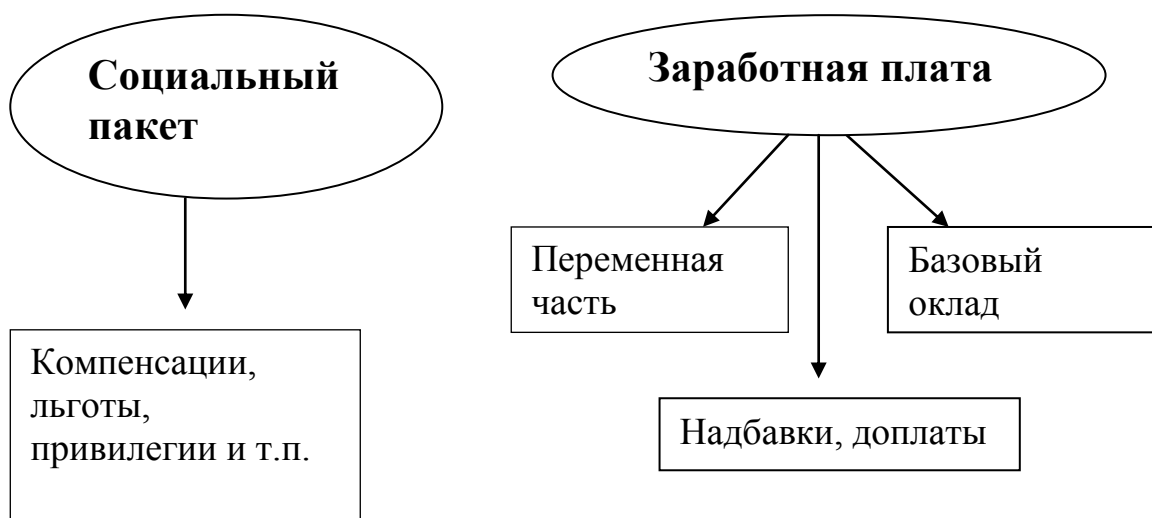 Социальный
пакет
Заработная плата
Переменная
часть
Базовый
оклад
Компенсации,
льготы,
привилегии и т.п.
Надбавки, доплаты